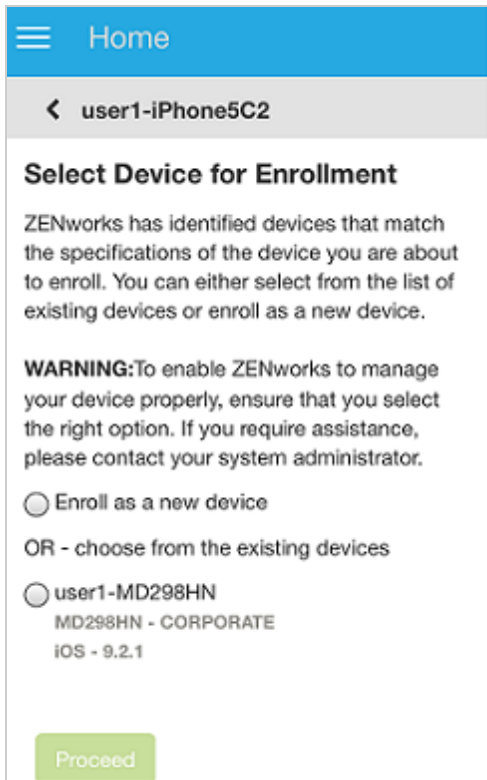 Home
user1-iPhone5C2
Select Device for Enrollment
ZENworks has identified devices that match
the specifications of the device you are about
to enroll. You can either select from the list of
existing devices or enroll as a new device.
WARNING:To enable ZENworks to manage
your device properly, ensure that you select
the right option. If you require assistance,
please contact your system administrator.
Enroll as a new device
OR - choose from the existing devices
user1-MD298HN
MD298HN - CORPORATE
iOS - 9.2.1
Proceed